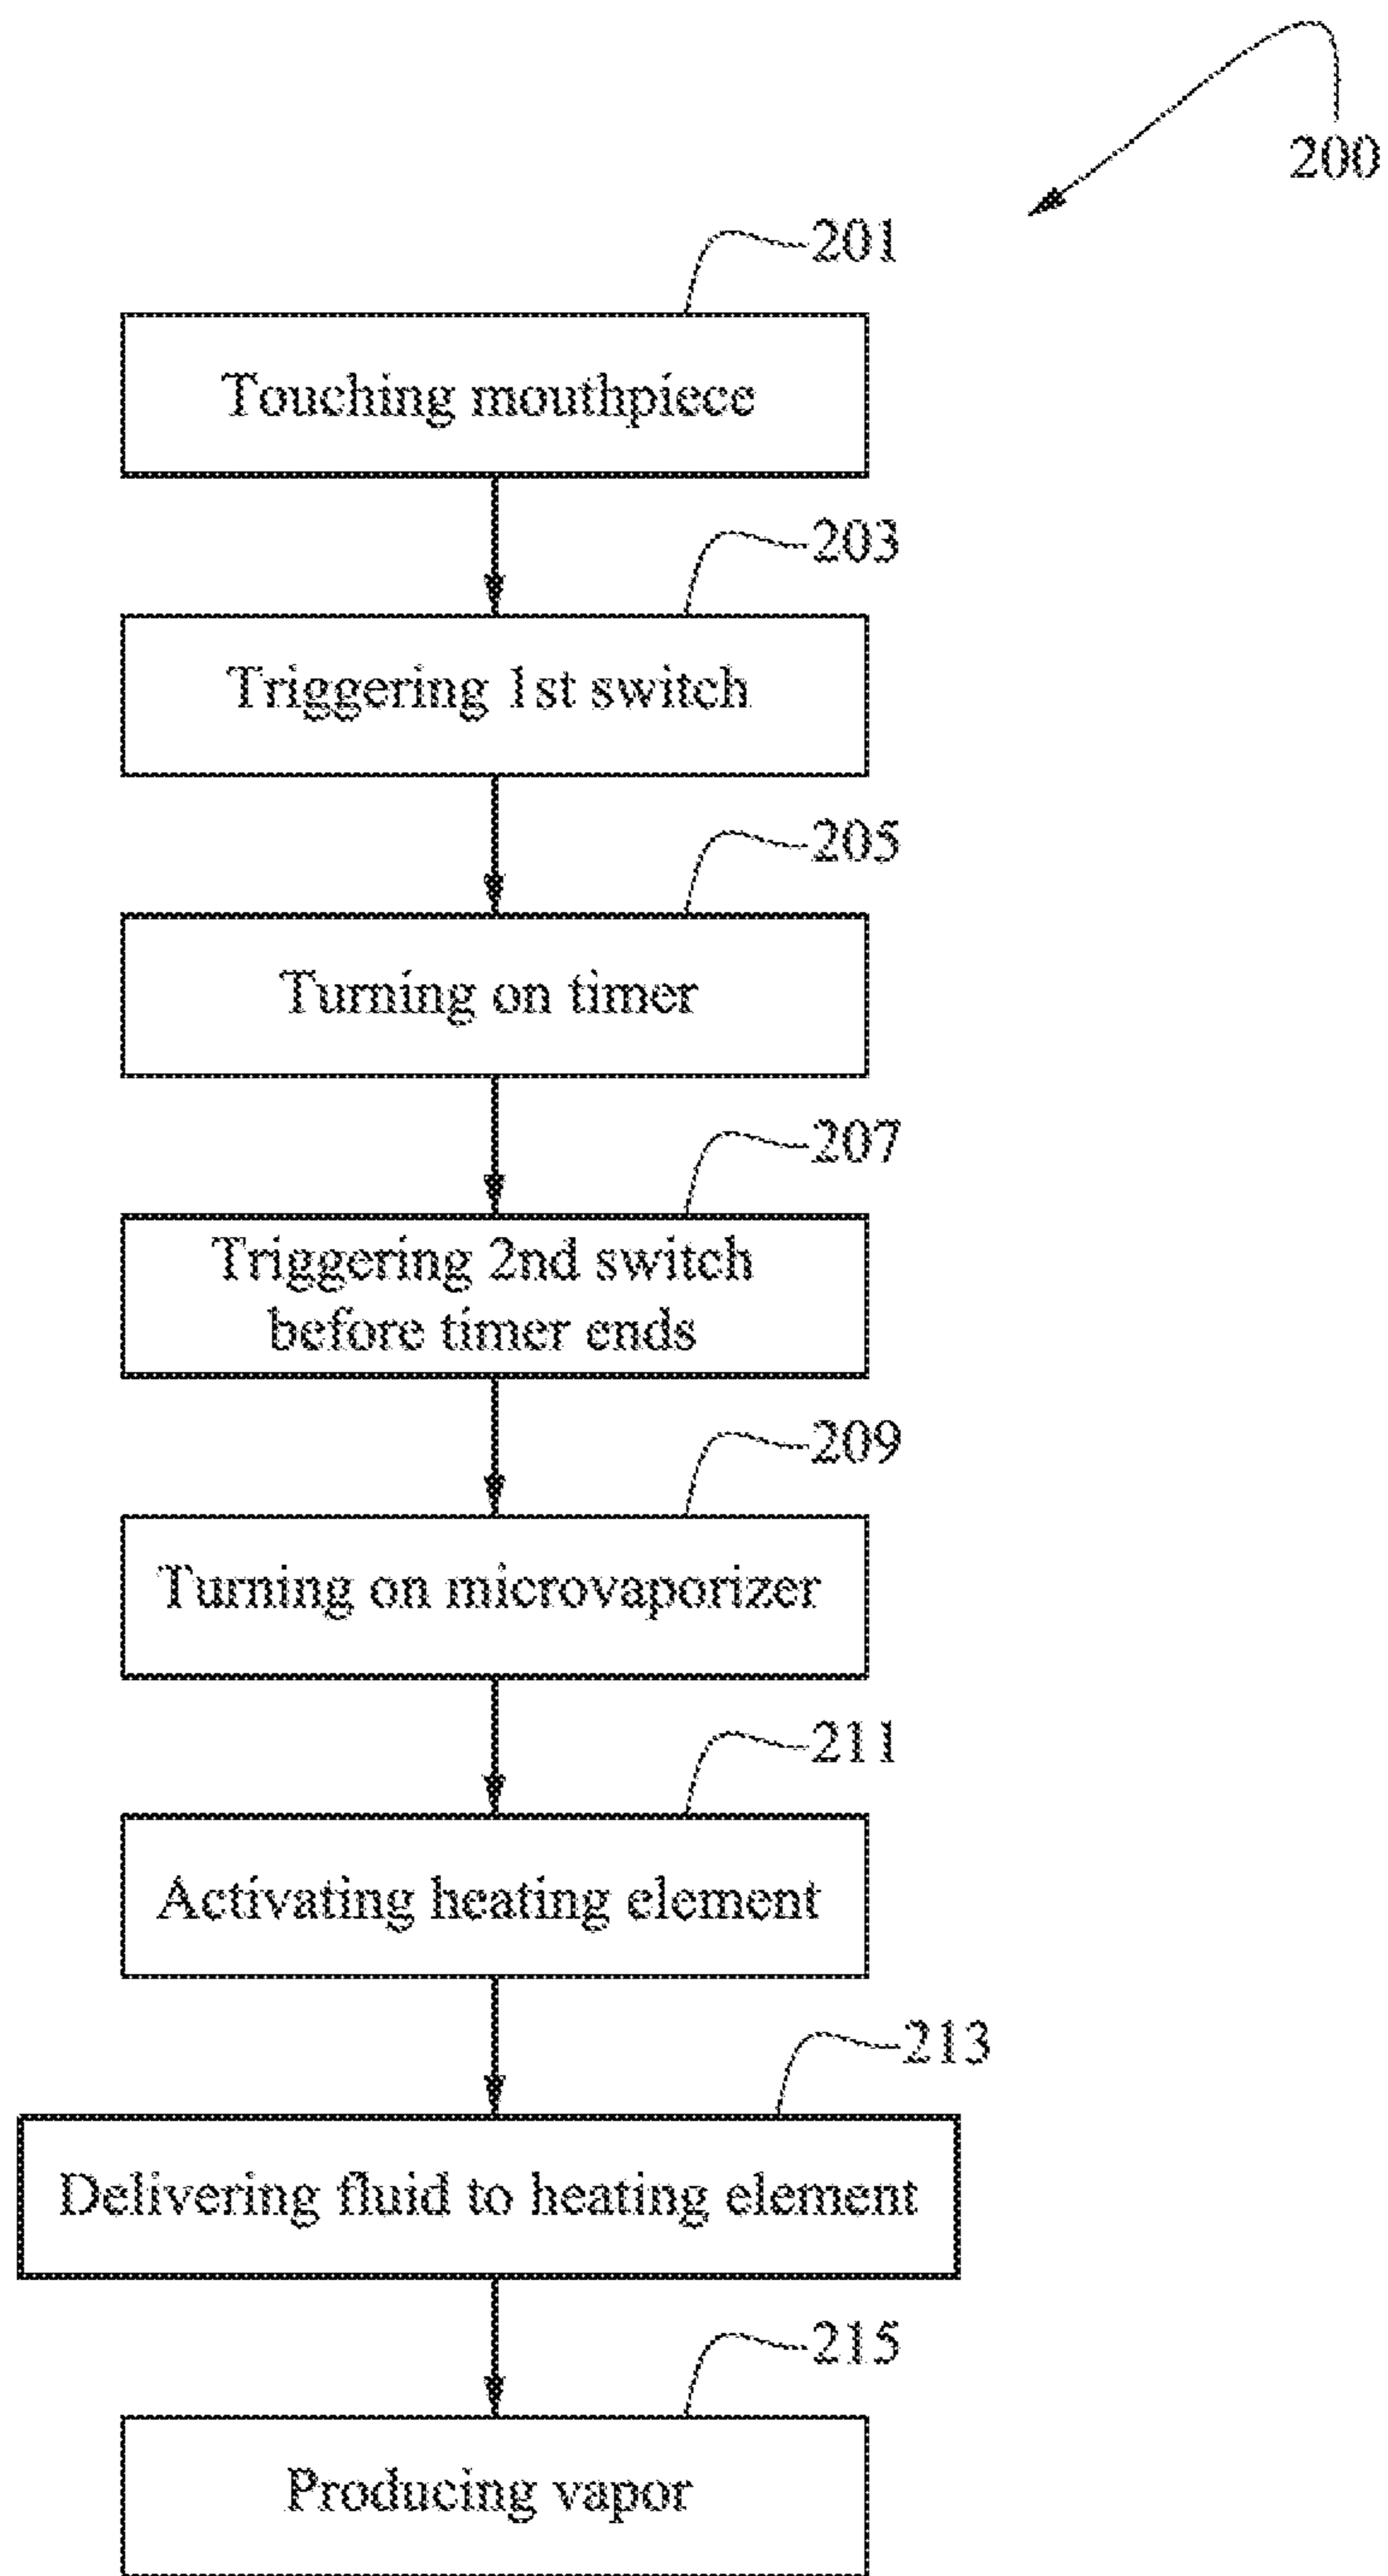 200
201
Touching mouthpiece
203
Triggering 1st switch
205
Turning on timer
207
Triggering 2nd switch
before timer ends
209
Turning on microvaporizer
211
Activating heating element
213
Delivering fluid to heating element
215
Producing vapor